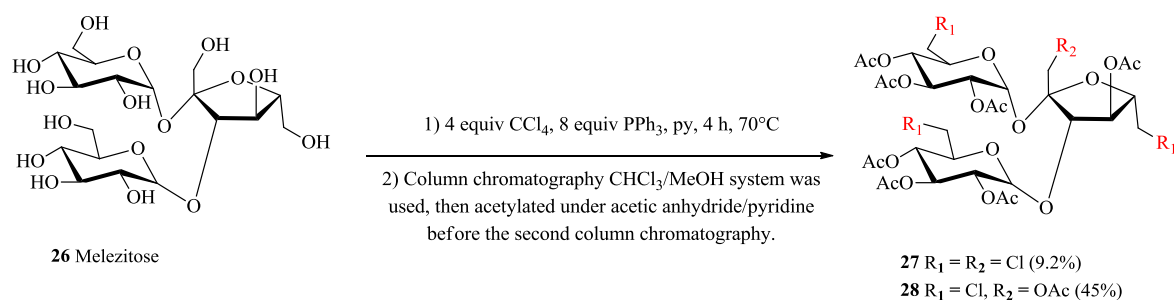 OH
HO
HO
O
OH
O
OH
O
OH
OH
HO
HO
HO
O
OH
O
26 Melezitose
1) 4 equiv CCl4, 8 equiv PPh3, py, 4 h, 70°C
2) Column chromatography CHCl3/MeOH system was
used, then acetylated under acetic anhydride/pyridine
before the second column chromatography.
R1
AcO
AcO
O
OAc
O
R2
O
OAc
R1
R1
AcO
AcO
O
OAc
O
27 R1 = R2 = Cl (9.2%)
28 R1 = Cl, R2 = OAc (45%)